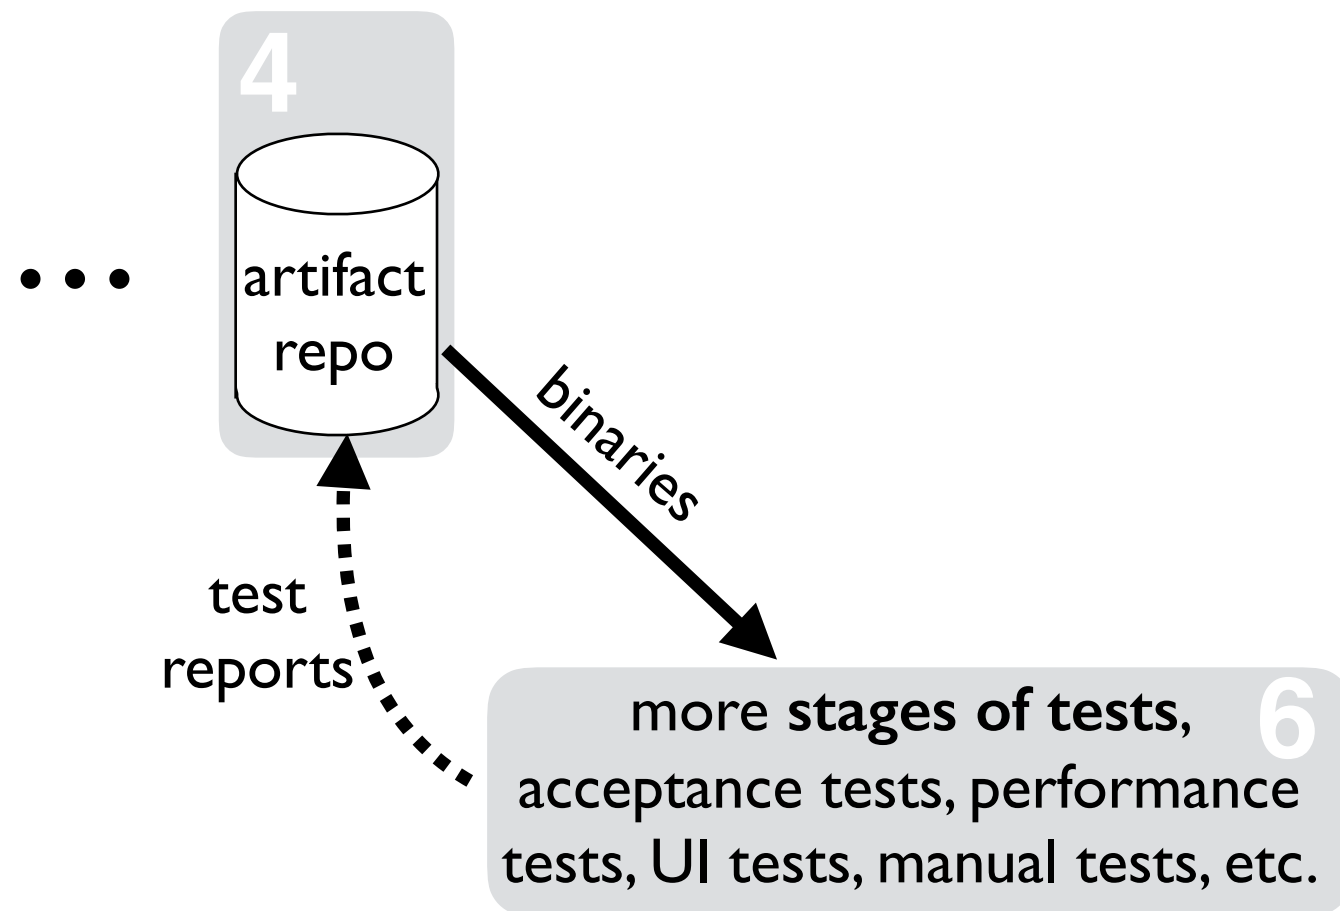 4
• • •
artifact
repo
binaries
test
reports
6
more stages of tests,
acceptance tests, performance
tests, UI tests, manual tests, etc.